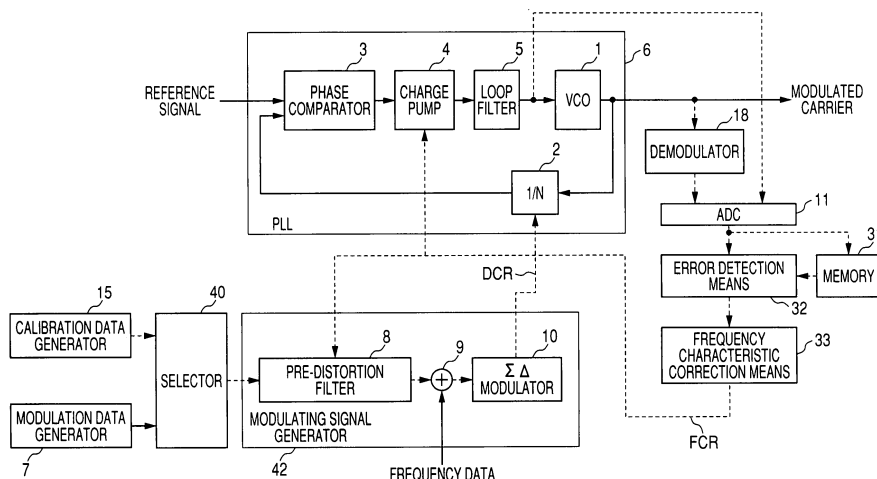 REFERENCE
SIGNAL
3
PHASE
COMPARATOR
4
CHARGE
PUMP
5
LOOP
FILTER
1
VCO
6
MODULATED
CARRIER
2
1/N
PLL
18
DEMODULATOR
11
ADC
DCR
ERROR DETECTION
MEANS
32
3
MEMORY
FREQUENCY
CHARACTERISTIC
CORRECTION MEANS
33
FCR
15
CALIBRATION DATA
GENERATOR
40
SELECTOR
MODULATION DATA
GENERATOR
7
8
PRE-DISTORTION
FILTER
9
+
10
Σ Δ
MODULATOR
MODULATING SIGNAL
GENERATOR
42
FREQUENCY DATA